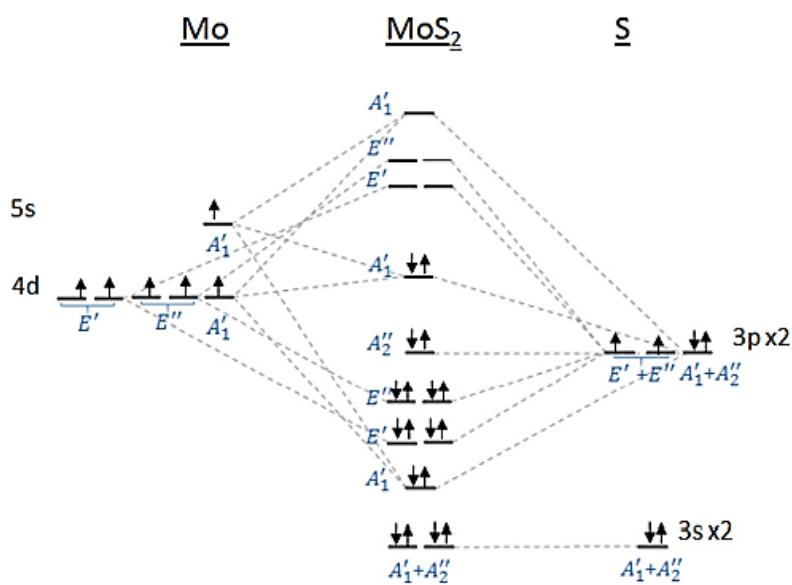 Mo MoS₂ S
A′₁
E″
E′
5s
A′₁
A′₁
4d
E′ E″ A′₁
A″₂
3p x2
E′ + E″ A′₁+A″₂
E″
E′
A′₁
3s x2
A′₁+A″₂ A′₁+A″₂